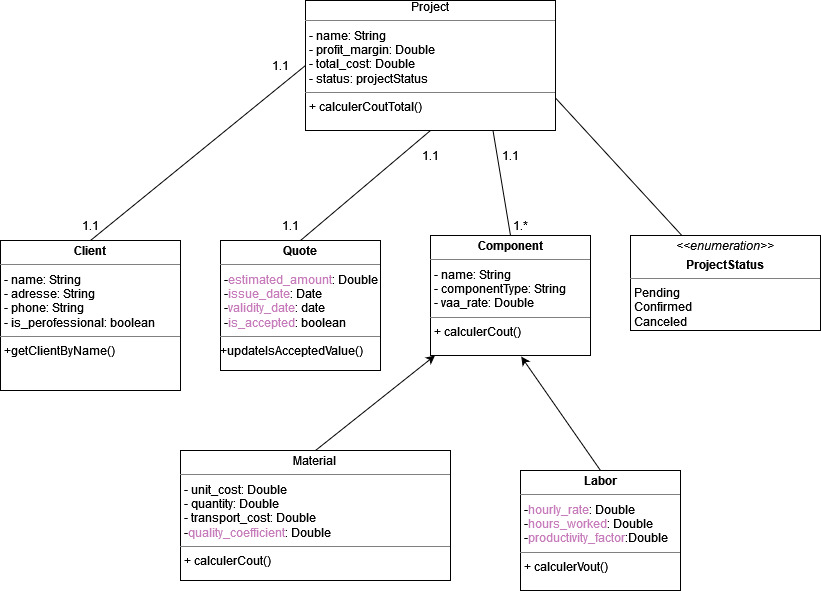 Project
- name: String
- profit_margin: Double
- total_cost: Double
- status: projectStatus
+ calculerCoutTotal()
1.1
1.1
1.1
1.1
1.1
1.*
Client
- name: String
- adresse: String
- phone: String
- is_perofessional: boolean
+getClientByName()
Quote
-estimated_amount: Double
-issue_date: Date
-validity_date: date
-is_accepted: boolean
+updateIsAcceptedValue()
Component
- name: String
- componentType: String
- vaa_rate: Double
+ calculerCout()
<<enumeration>>
ProjectStatus
Pending
Confirmed
Canceled
Material
- unit_cost: Double
- quantity: Double
- transport_cost: Double
-quality_coefficient: Double
+ calculerCout()
Labor
-hourly_rate: Double
-hours_worked: Double
-productivity_factor:Double
+ calculerVout()